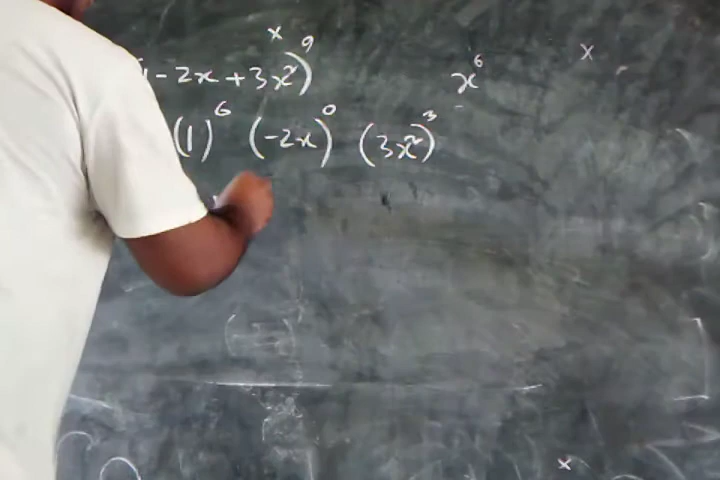 x
- 2x + 3x²)⁹ x⁶ x
(1)⁶ (-2x)⁰ (3x²)³
x